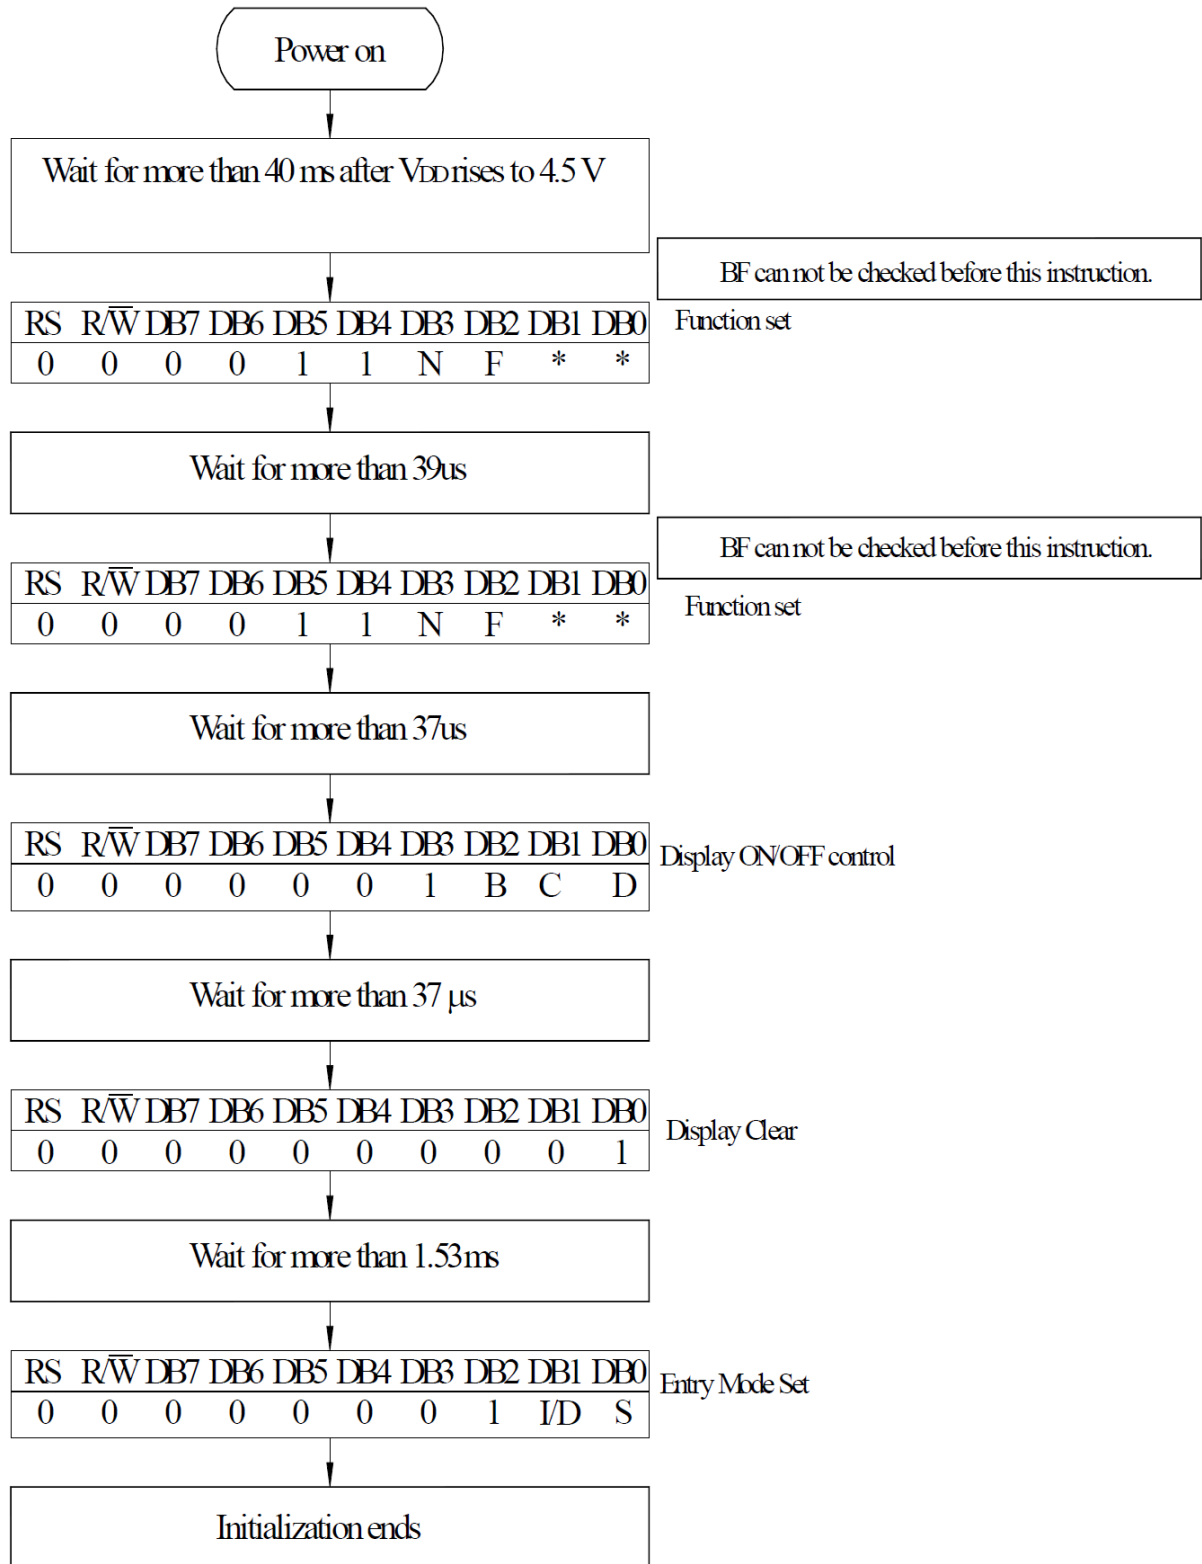 Power on
Wait for more than 40 ms after VDD rises to 4.5 V
BF can not be checked before this instruction.
RS R/W̅ DB7 DB6 DB5 DB4 DB3 DB2 DB1 DB0
Function set
0 0 0 0 1 1 N F * *
Wait for more than 39us
BF can not be checked before this instruction.
RS R/W̅ DB7 DB6 DB5 DB4 DB3 DB2 DB1 DB0
Function set
0 0 0 0 1 1 N F * *
Wait for more than 37us
RS R/W̅ DB7 DB6 DB5 DB4 DB3 DB2 DB1 DB0
Display ON/OFF control
0 0 0 0 0 0 1 B C D
Wait for more than 37 µs
RS R/W̅ DB7 DB6 DB5 DB4 DB3 DB2 DB1 DB0
Display Clear
0 0 0 0 0 0 0 0 0 1
Wait for more than 1.53ms
RS R/W̅ DB7 DB6 DB5 DB4 DB3 DB2 DB1 DB0
Entry Mode Set
0 0 0 0 0 0 0 1 I/D S
Initialization ends